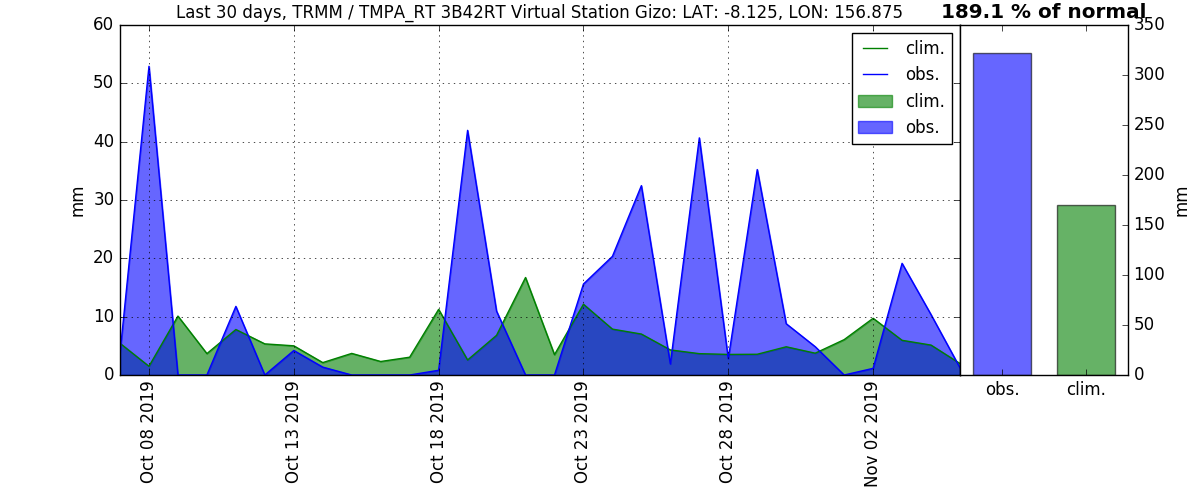 Last 30 days, TRMM / TMPA_RT 3B42RT Virtual Station Gizo: LAT: -8.125, LON: 156.875
189.1 % of normal
60
50
40
30
20
10
0
mm
clim.
obs.
clim.
obs.
350
300
250
200
150
100
50
0
mm
obs.
clim.
Oct 08 2019
Oct 13 2019
Oct 18 2019
Oct 23 2019
Oct 28 2019
Nov 02 2019